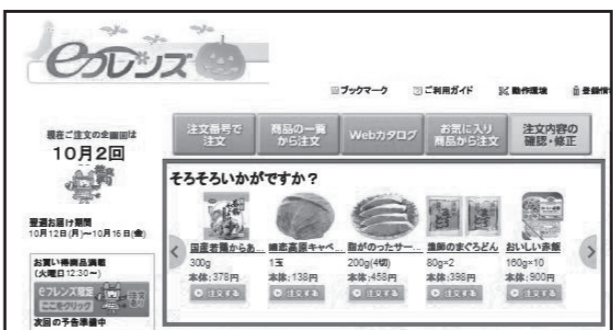 eフレンズ
ブックマーク
ご利用ガイド
動作環境
登録情
現在ご注文の企画回は
10月2回
翌週お届け期間
10月12日(月)~10月16日(金)
お買い得商品満載
(火曜日12:30~)
eフレンズ限定
ここをクリック
次回の予告準備中
注文番号で
注文
商品の一覧
から注文
Webカタログ
お気に入り
商品から注文
注文内容の
確認・修正
そろそろいかがですか?
国産若鶏からあ...
300g
本体:378円
注文する
高原キャベ...
1玉
本体:138円
注文する
脂がのったサー...
200g(4切)
本体:458円
注文する
漁師のまぐろどん
80g×2
本体:398円
注文する
おいしい赤飯
160g×10
本体:900円
注文する